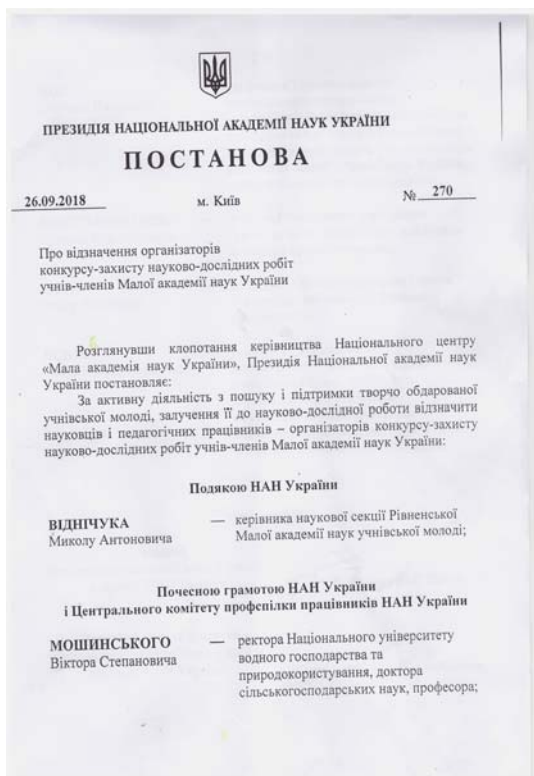 ПРЕЗИДІЯ НАЦІОНАЛЬНОЇ АКАДЕМІЇ НАУК УКРАЇНИ
ПОСТАНОВА
26.09.2018 м. Київ № 270
Про відзначення організаторів
конкурсу-захисту науково-дослідних робіт
учнів-членів Малої академії наук України
Розглянувши клопотання керівництва Національного центру
«Мала академія наук України», Президія Національної академії наук
України постановляє:
За активну діяльність з пошуку і підтримки творчо обдарованої
учнівської молоді, залучення її до науково-дослідної роботи відзначити
науковців і педагогічних працівників – організаторів конкурсу-захисту
науково-дослідних робіт учнів-членів Малої академії наук України:
Подякою НАН України
ВІДНІЧУКА — керівника наукової секції Рівненської
Миколу Антоновича Малої академії наук учнівської молоді;
Почесною грамотою НАН України
і Центрального комітету профспілки працівників НАН України
МОШИНСЬКОГО — ректора Національного університету
Віктора Степановича водного господарства та
природокористування, доктора
сільськогосподарських наук, професора;